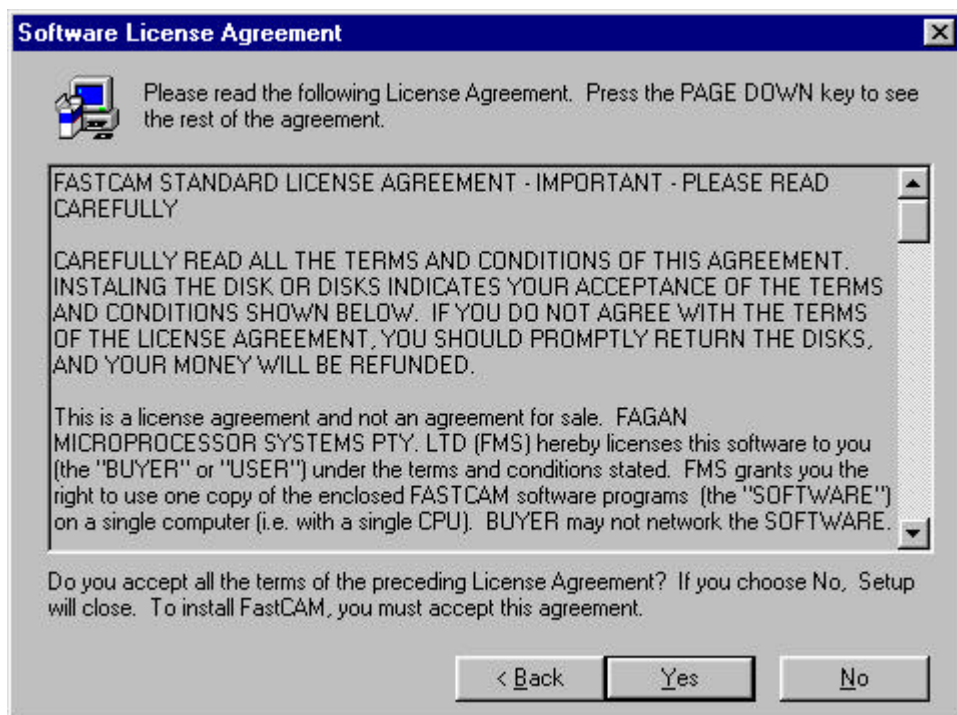 Software License Agreement
Please read the following License Agreement. Press the PAGE DOWN key to see
the rest of the agreement.
FASTCAM STANDARD LICENSE AGREEMENT - IMPORTANT - PLEASE READ
CAREFULLY
CAREFULLY READ ALL THE TERMS AND CONDITIONS OF THIS AGREEMENT.
INSTALING THE DISK OR DISKS INDICATES YOUR ACCEPTANCE OF THE TERMS
AND CONDITIONS SHOWN BELOW. IF YOU DO NOT AGREE WITH THE TERMS
OF THE LICENSE AGREEMENT, YOU SHOULD PROMPTLY RETURN THE DISKS,
AND YOUR MONEY WILL BE REFUNDED.
This is a license agreement and not an agreement for sale. FAGAN
MICROPROCESSOR SYSTEMS PTY. LTD (FMS) hereby licenses this software to you
(the "BUYER" or "USER") under the terms and conditions stated. FMS grants you the
right to use one copy of the enclosed FASTCAM software programs (the "SOFTWARE")
on a single computer (i.e. with a single CPU). BUYER may not network the SOFTWARE.
Do you accept all the terms of the preceding License Agreement? If you choose No, Setup
will close. To install FastCAM, you must accept this agreement.
< Back Yes No